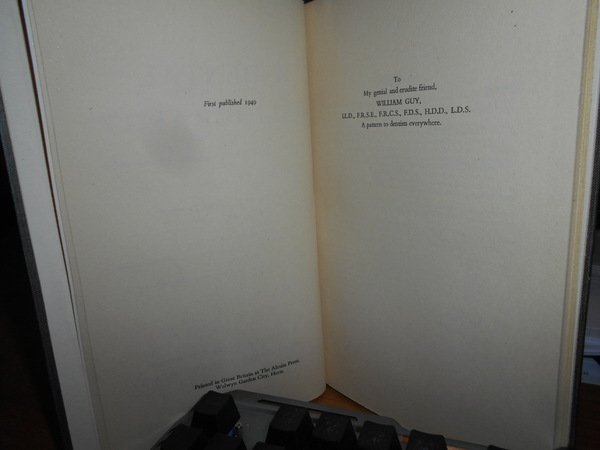 First published 1949
To
My genial and erudite friend,
WILLIAM GUY,
LL.D., F.R.S.E., F.R.C.S., F.D.S., H.D.D., L.D.S.
A pattern to dentists everywhere.
Printed in Great Britain at The Alcuin Press
Welwyn Garden City, Herts